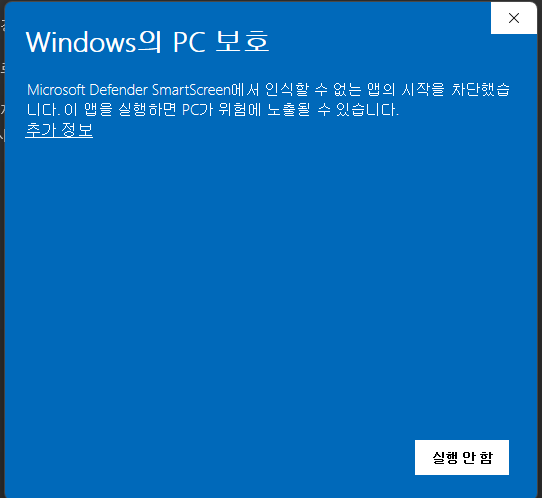 Windows의 PC 보호
Microsoft Defender SmartScreen에서 인식할 수 없는 앱의 시작을 차단했습
니다. 이 앱을 실행하면 PC가 위험에 노출될 수 있습니다.
추가 정보
실행 안 함